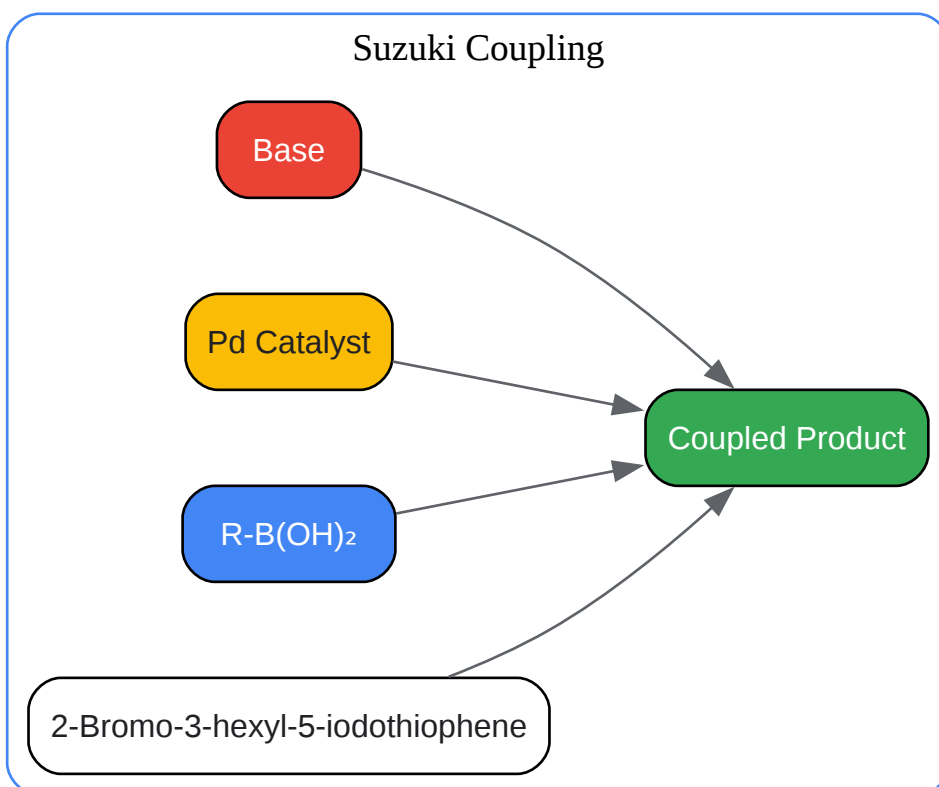 Suzuki Coupling
Base
Pd Catalyst
Coupled Product
R-B(OH)₂
2-Bromo-3-hexyl-5-iodothiophene